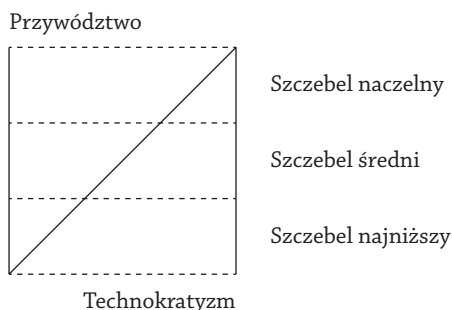 Przywództwo
Szczebel naczelny
Szczebel średni
Szczebel najniższy
Technokratyzm